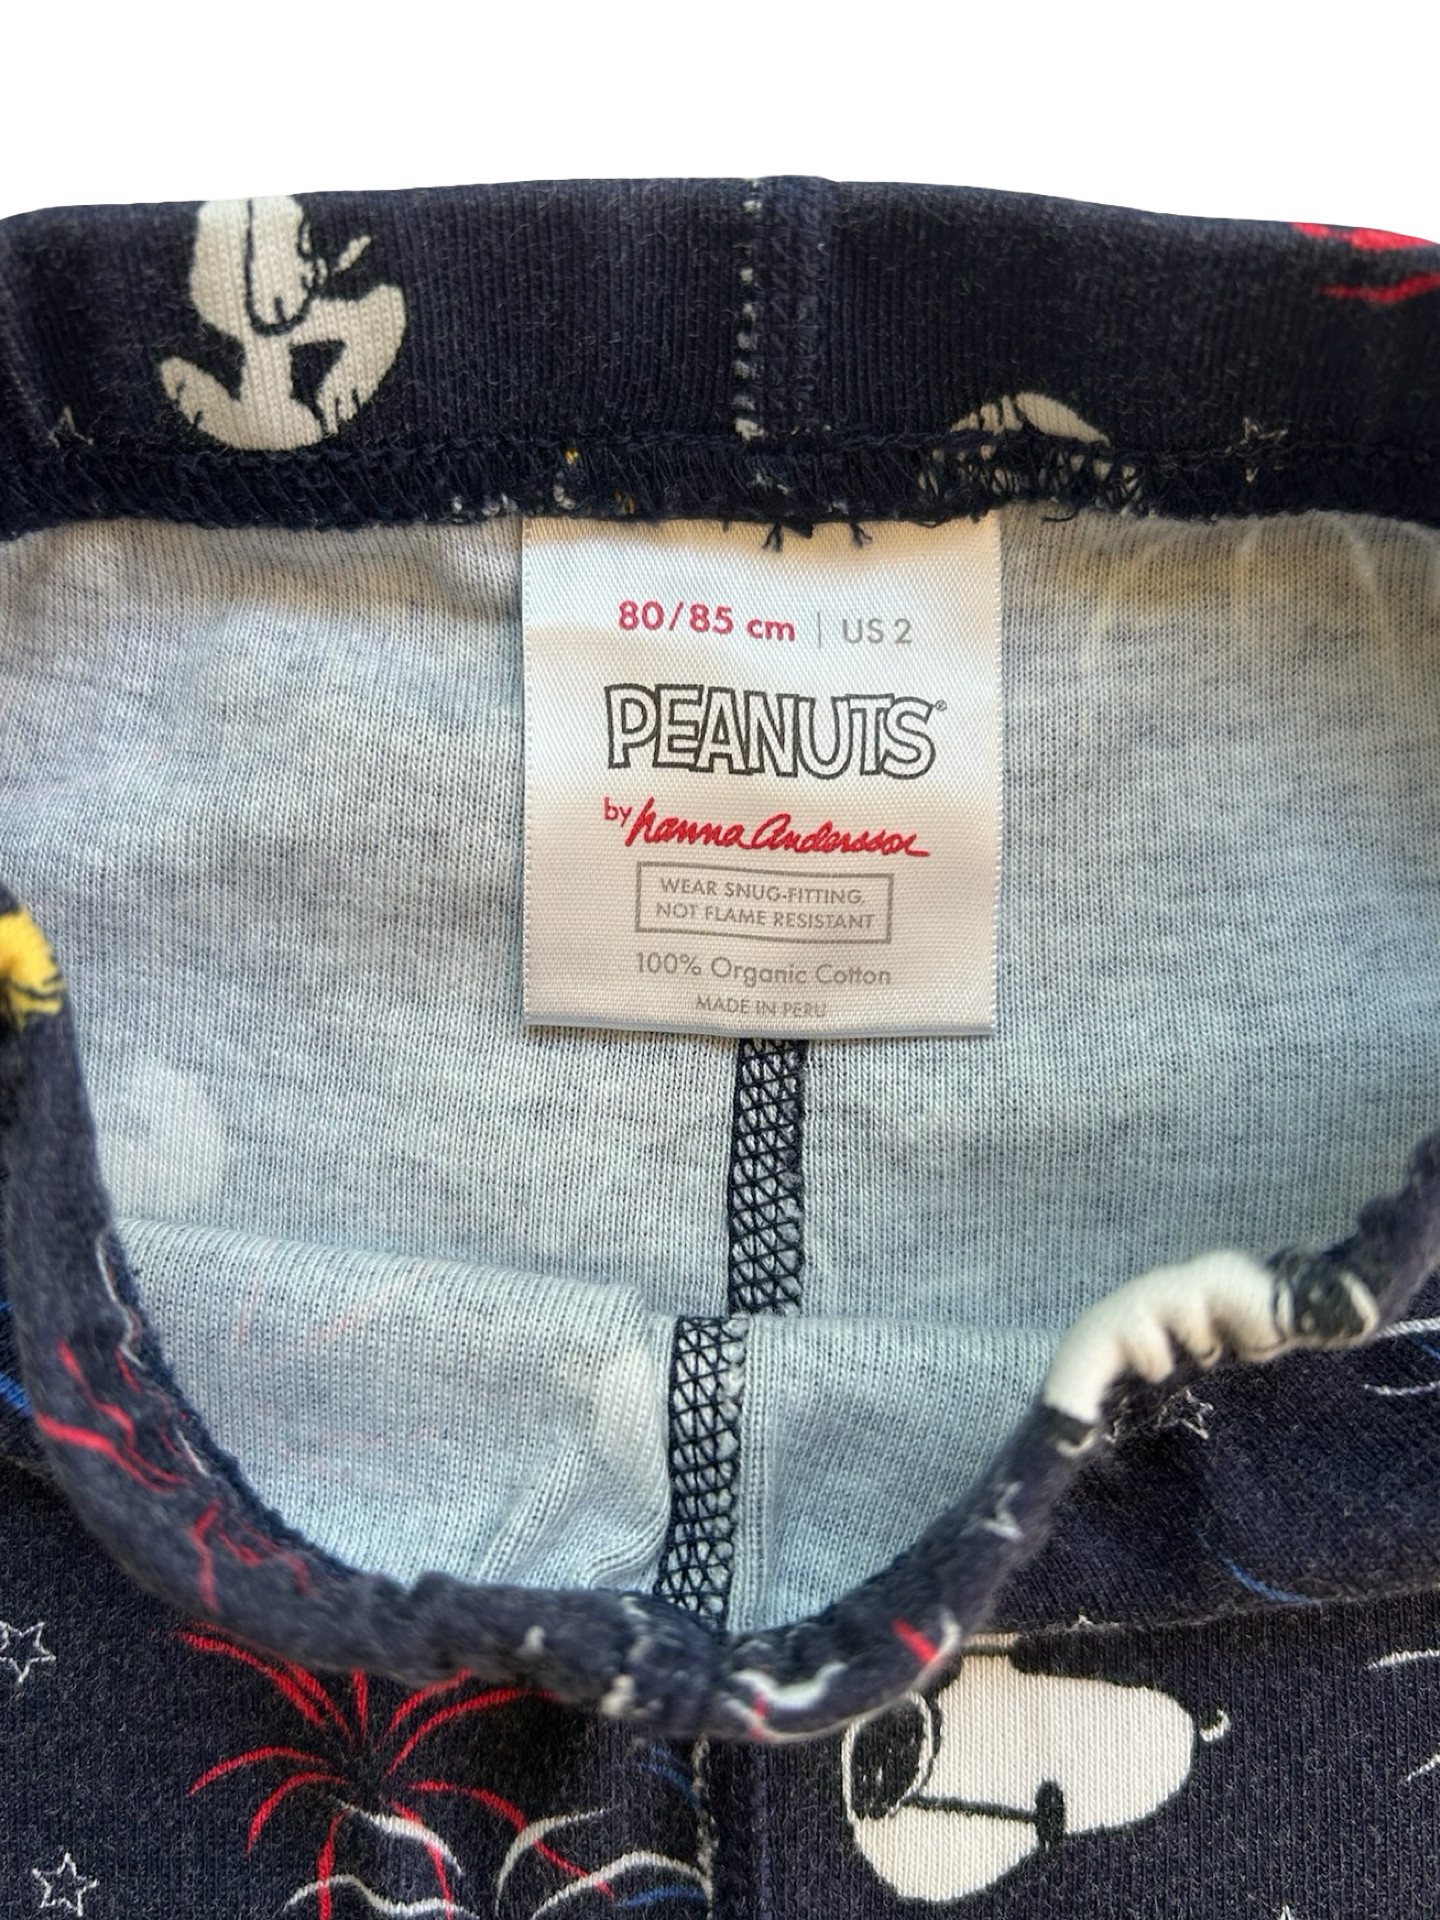 80/85 cm | US 2
PEANUTS®
by hanna Andersson
WEAR SNUG-FITTING,
NOT FLAME RESISTANT
100% Organic Cotton
MADE IN PERU